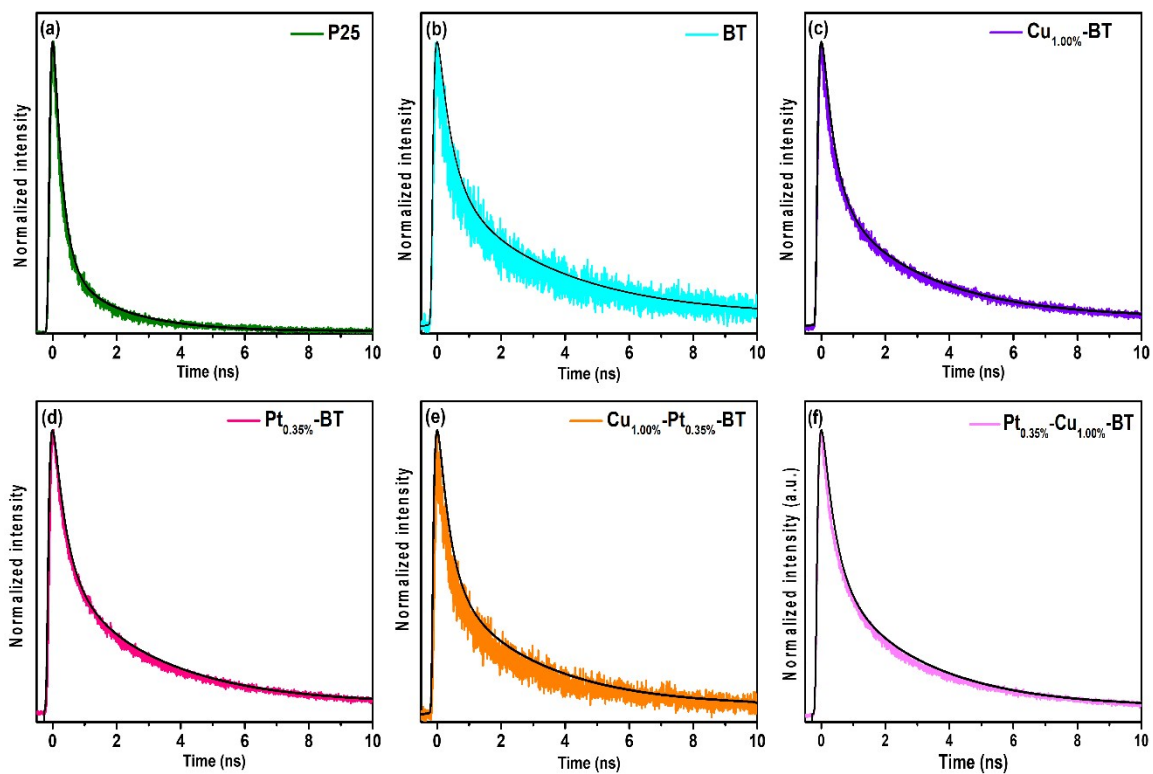 (a)
P25
Normalized intensity
0 2 4 6 8 10
Time (ns)
(b)
BT
Normalized intensity
0 2 4 6 8 10
Time (ns)
(c)
Cu1.00%-BT
Normalized intensity
0 2 4 6 8 10
Time (ns)
(d)
Pt0.35%-BT
Normalized intensity
0 2 4 6 8 10
Time (ns)
(e)
Cu1.00%-Pt0.35%-BT
Normalized intensity
0 2 4 6 8 10
Time (ns)
(f)
Pt0.35%-Cu1.00%-BT
Normalized intensity (a.u.)
0 2 4 6 8 10
Time (ns)